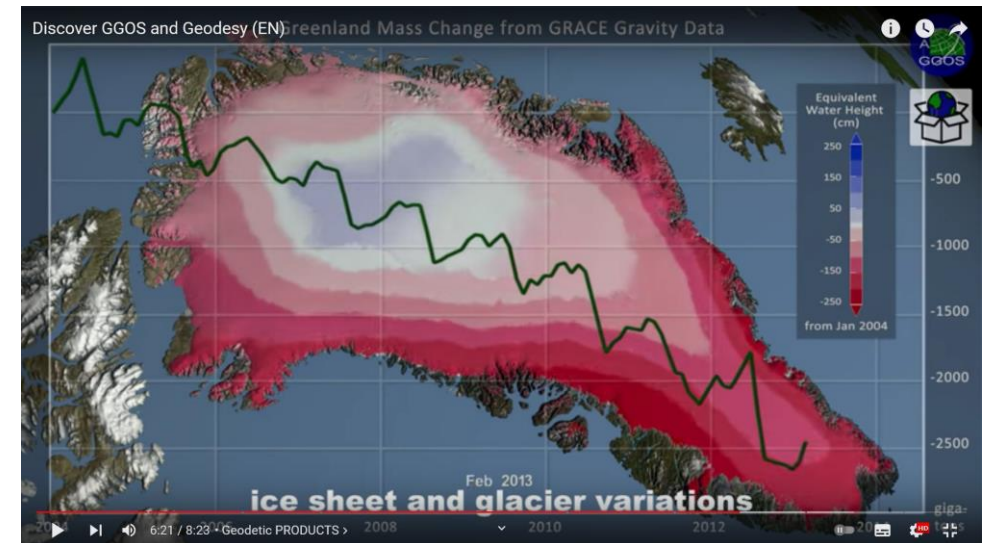 Discover GGOS and Geodesy (EN)
Greenland Mass Change from GRACE Gravity Data
GGOS
Equivalent
Water Height
(cm)
250
150
50
-50
-150
-250
from Jan 2004
-500
-1000
-1500
-2000
-2500
giga-
Feb 2013
ice sheet and glacier variations
2008
2010
2012
6:21 / 8:23 • Geodetic PRODUCTS ›
HD